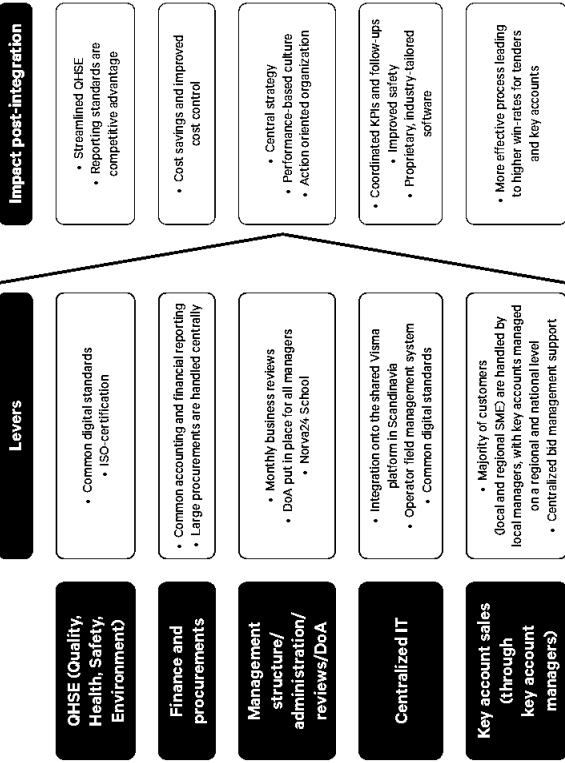 Levers
Impact post-integration
QHSE (Quality,
Health, Safety,
Environment)
• Common digital standards
• ISO-certification
• Streamlined QHSE
• Reporting standards are
competitive advantage
Finance and
procurements
• Common accounting and financial reporting
• Large procurements are handled centrally
• Cost savings and improved
cost control
Management
structure/
administration/
reviews/DoA
• Monthly business reviews
• DoA put in place for all managers
• Norva24 School
• Central strategy
• Performance-based culture
• Action oriented organization
Centralized IT
• Integration onto the shared Visma
platform in Scandinavia
• Operator field management system
• Common digital standards
• Coordinated KPIs and follow-ups
• Improved safety
• Proprietary, industry-tailored
software
Key account sales
(through
key account
managers)
• Majority of customers
(local and regional SME) are handled by
local managers, with key accounts managed
on a regional and national level
• Centralized bid management support
• More effective process leading
to higher win-rates for tenders
and Key accounts